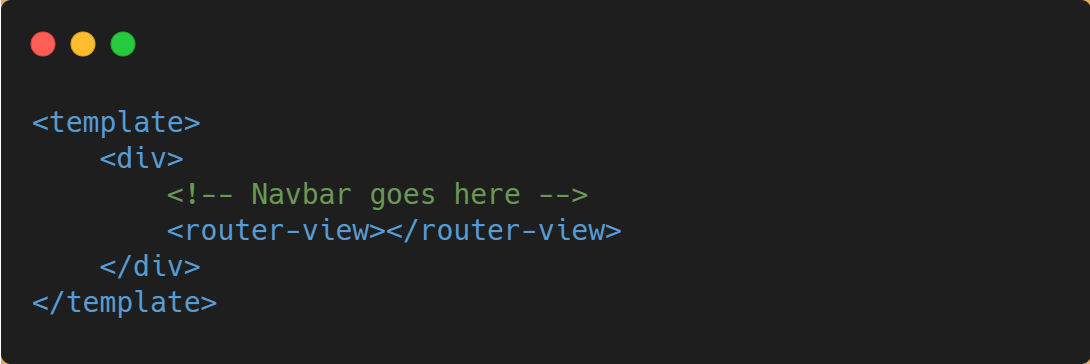 <template>
    <div>
        <!-- Navbar goes here -->
        <router-view></router-view>
    </div>
</template>